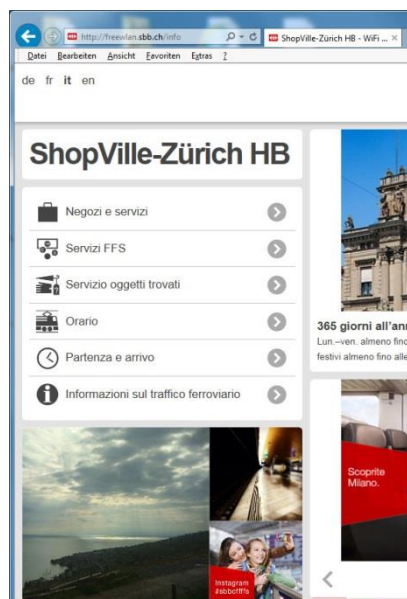 http://freewlan.sbb.ch/info
ShopVille-Zürich HB - WiFi ...
Datei Bearbeiten Ansicht Favoriten Extras ?
de fr it en
ShopVille-Zürich HB
Negozi e servizi
Servizi FFS
Servizio oggetti trovati
Orario
Partenza e arrivo
Informazioni sul traffico ferroviario
365 giorni all'ann
Lun.–ven. almeno fino
festivi almeno fino alle
Scoprite
Milano.
Instagram
#sbbcffffs